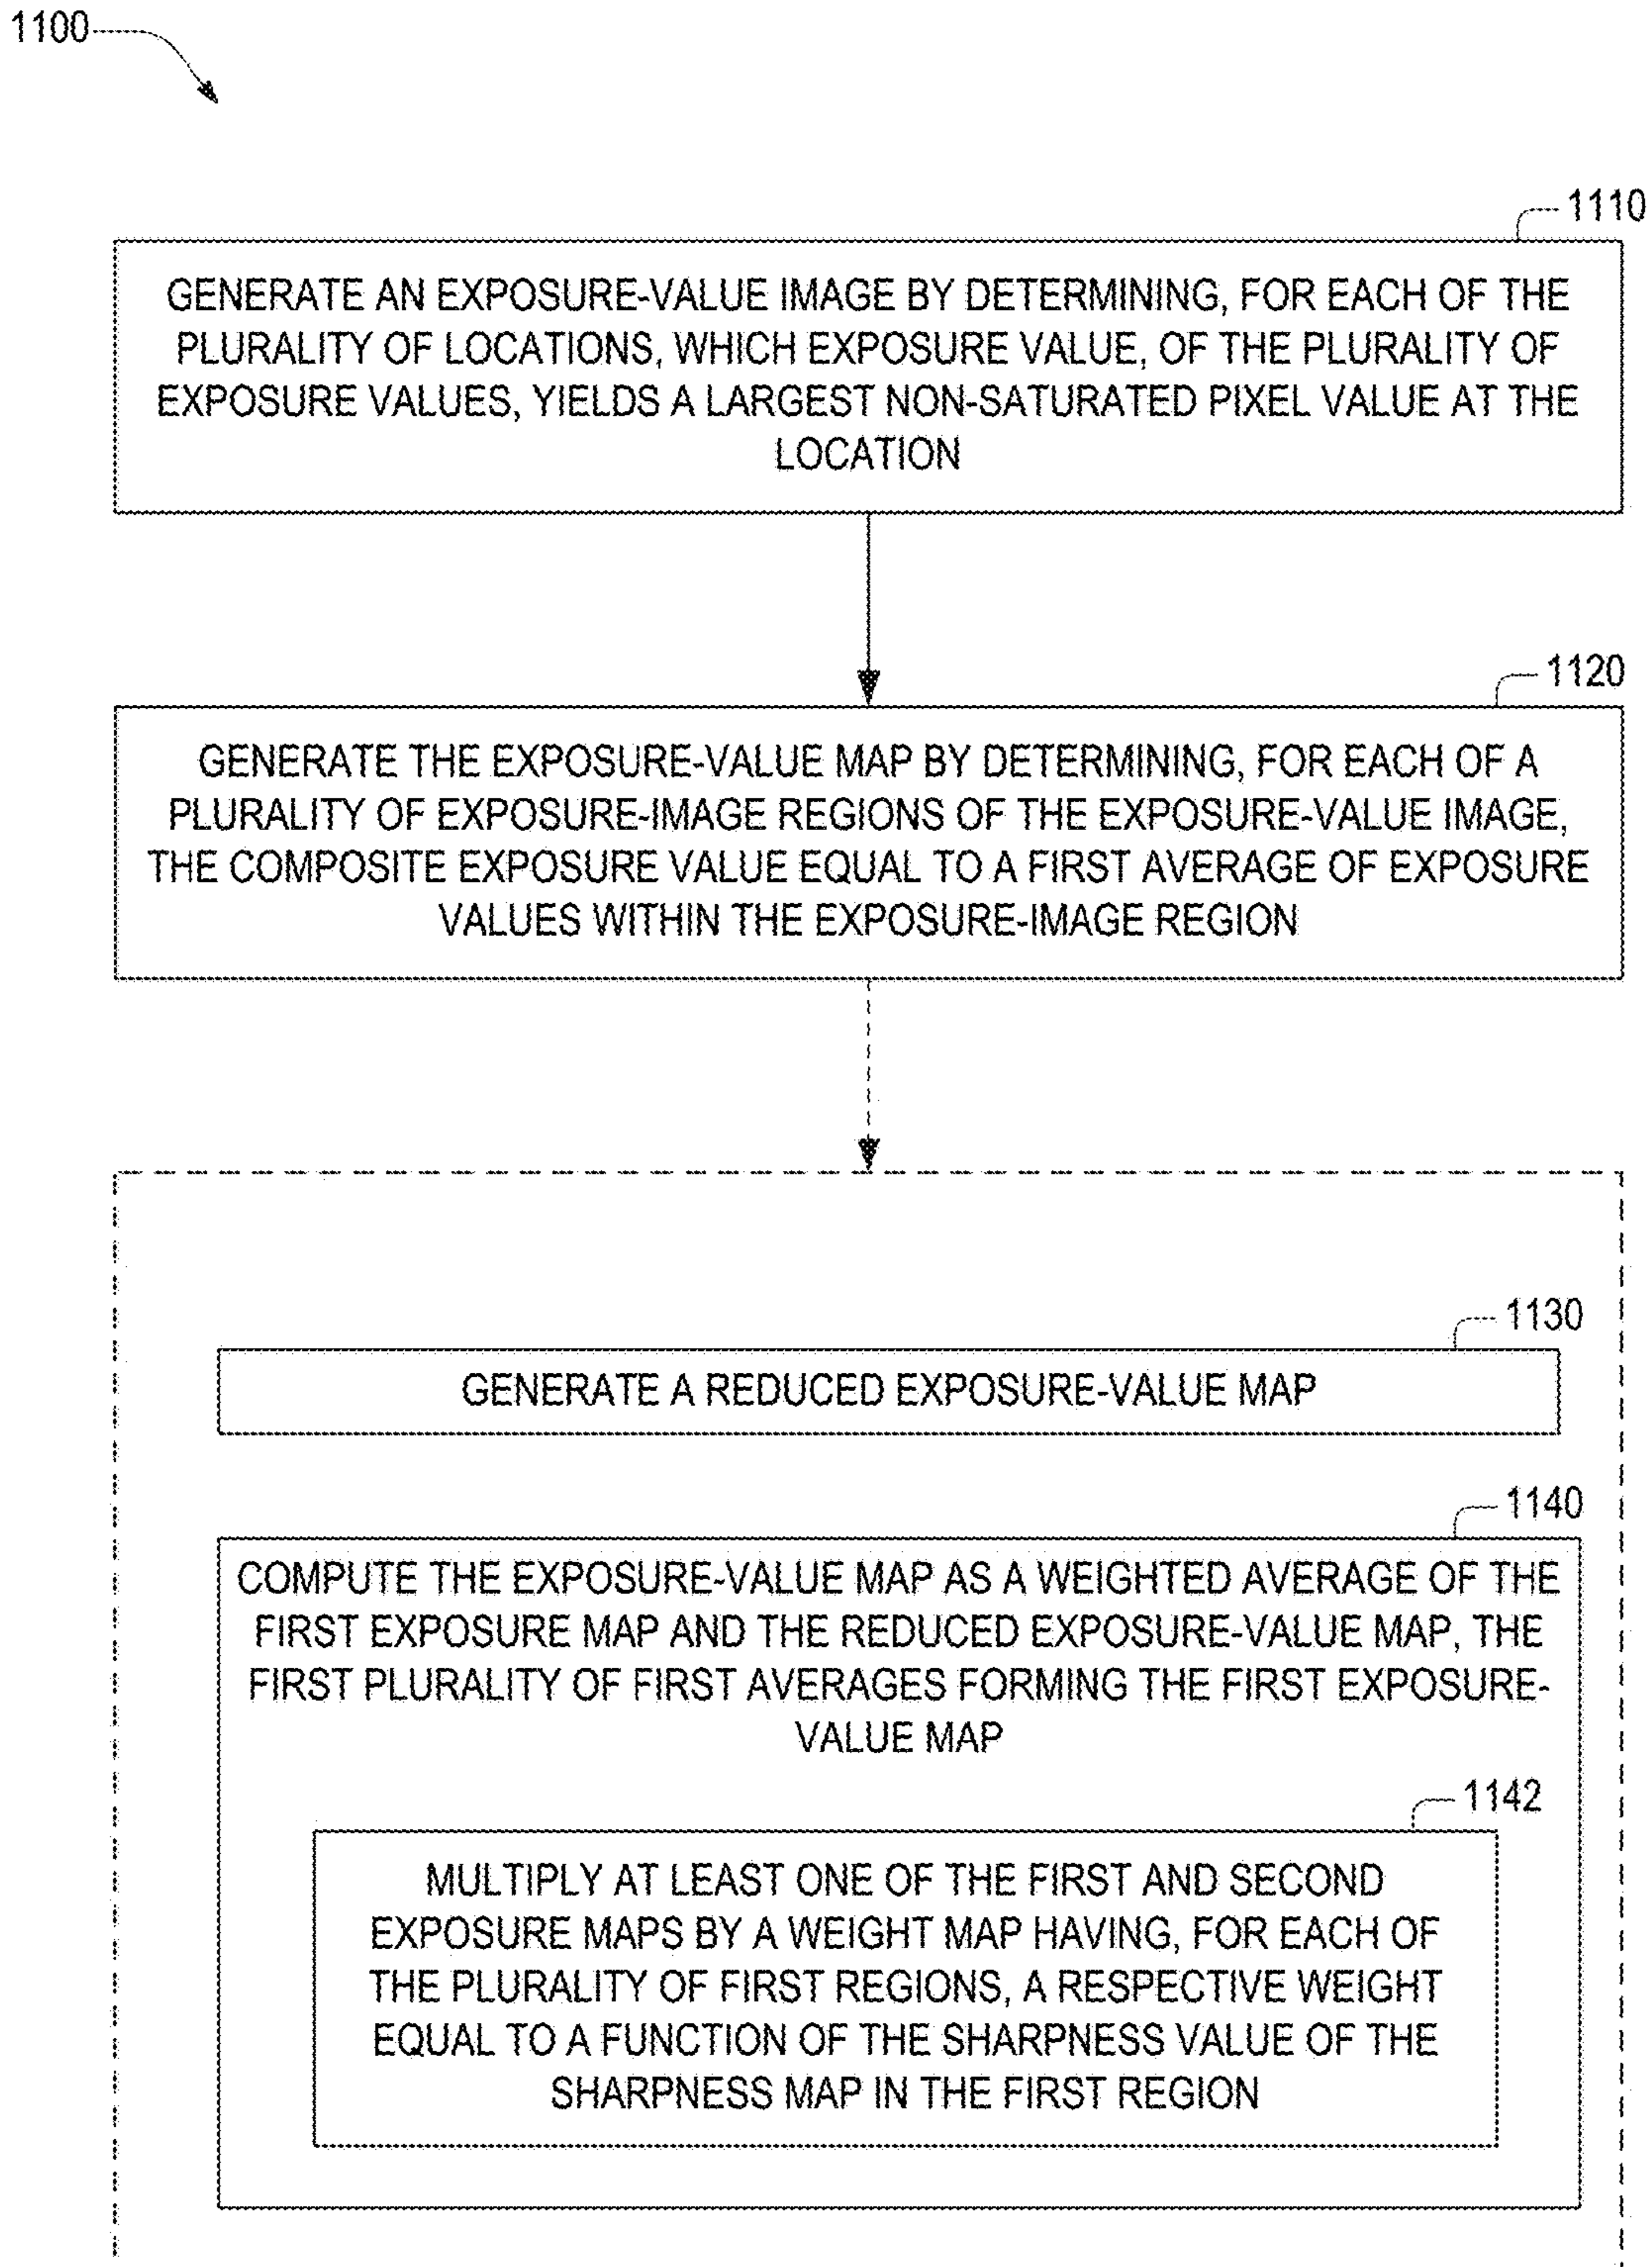 1100
1110
GENERATE AN EXPOSURE-VALUE IMAGE BY DETERMINING, FOR EACH OF THE
PLURALITY OF LOCATIONS, WHICH EXPOSURE VALUE, OF THE PLURALITY OF
EXPOSURE VALUES, YIELDS A LARGEST NON-SATURATED PIXEL VALUE AT THE
LOCATION
1120
GENERATE THE EXPOSURE-VALUE MAP BY DETERMINING, FOR EACH OF A
PLURALITY OF EXPOSURE-IMAGE REGIONS OF THE EXPOSURE-VALUE IMAGE,
THE COMPOSITE EXPOSURE VALUE EQUAL TO A FIRST AVERAGE OF EXPOSURE
VALUES WITHIN THE EXPOSURE-IMAGE REGION
1130
GENERATE A REDUCED EXPOSURE-VALUE MAP
1140
COMPUTE THE EXPOSURE-VALUE MAP AS A WEIGHTED AVERAGE OF THE
FIRST EXPOSURE MAP AND THE REDUCED EXPOSURE-VALUE MAP, THE
FIRST PLURALITY OF FIRST AVERAGES FORMING THE FIRST EXPOSURE-
VALUE MAP
1142
MULTIPLY AT LEAST ONE OF THE FIRST AND SECOND
EXPOSURE MAPS BY A WEIGHT MAP HAVING, FOR EACH OF
THE PLURALITY OF FIRST REGIONS, A RESPECTIVE WEIGHT
EQUAL TO A FUNCTION OF THE SHARPNESS VALUE OF THE
SHARPNESS MAP IN THE FIRST REGION